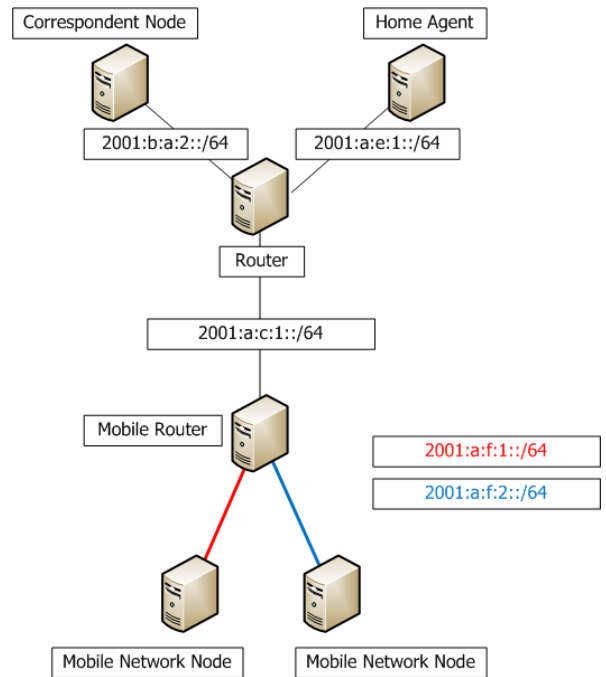 Correspondent Node
Home Agent
2001:b:a:2::/64
2001:a:e:1::/64
Router
2001:a:c:1::/64
Mobile Router
2001:a:f:1::/64
2001:a:f:2::/64
Mobile Network Node
Mobile Network Node